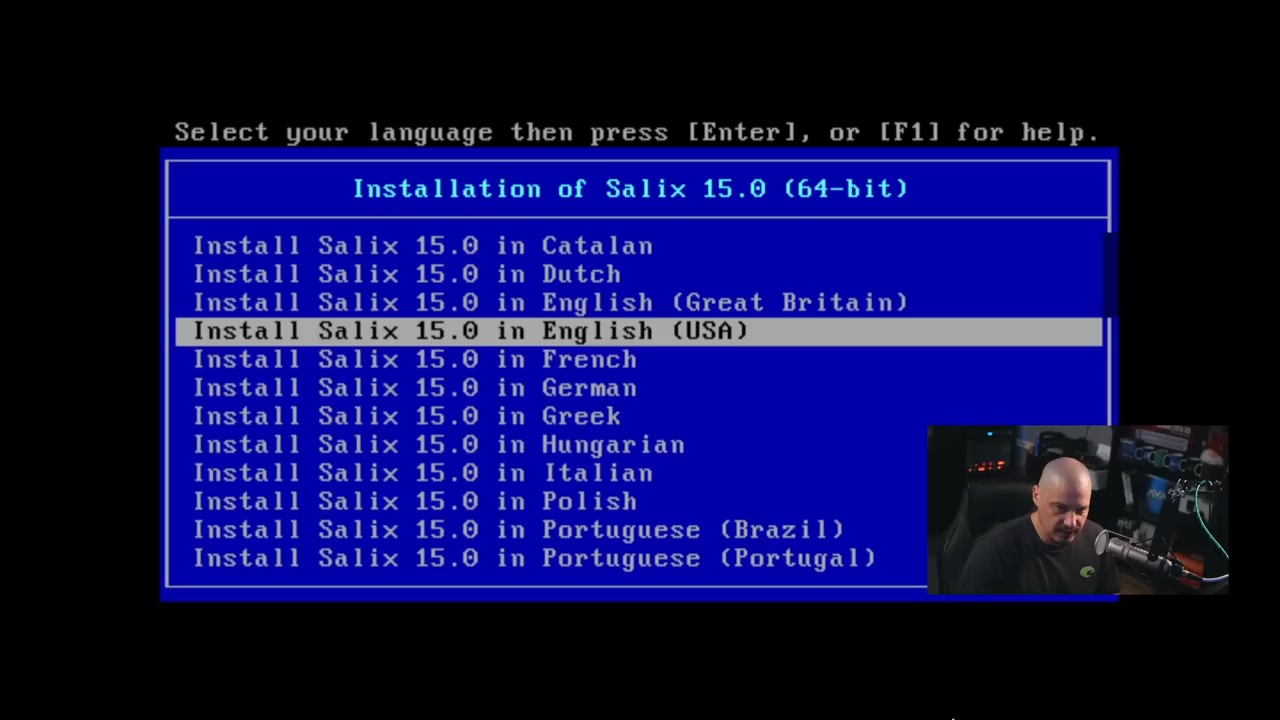 Select your language then press [Enter], or [F1] for help.
Installation of Salix 15.0 (64-bit)
Install Salix 15.0 in Catalan
Install Salix 15.0 in Dutch
Install Salix 15.0 in English (Great Britain)
Install Salix 15.0 in English (USA)
Install Salix 15.0 in French
Install Salix 15.0 in German
Install Salix 15.0 in Greek
Install Salix 15.0 in Hungarian
Install Salix 15.0 in Italian
Install Salix 15.0 in Polish
Install Salix 15.0 in Portuguese (Brazil)
Install Salix 15.0 in Portuguese (Portugal)